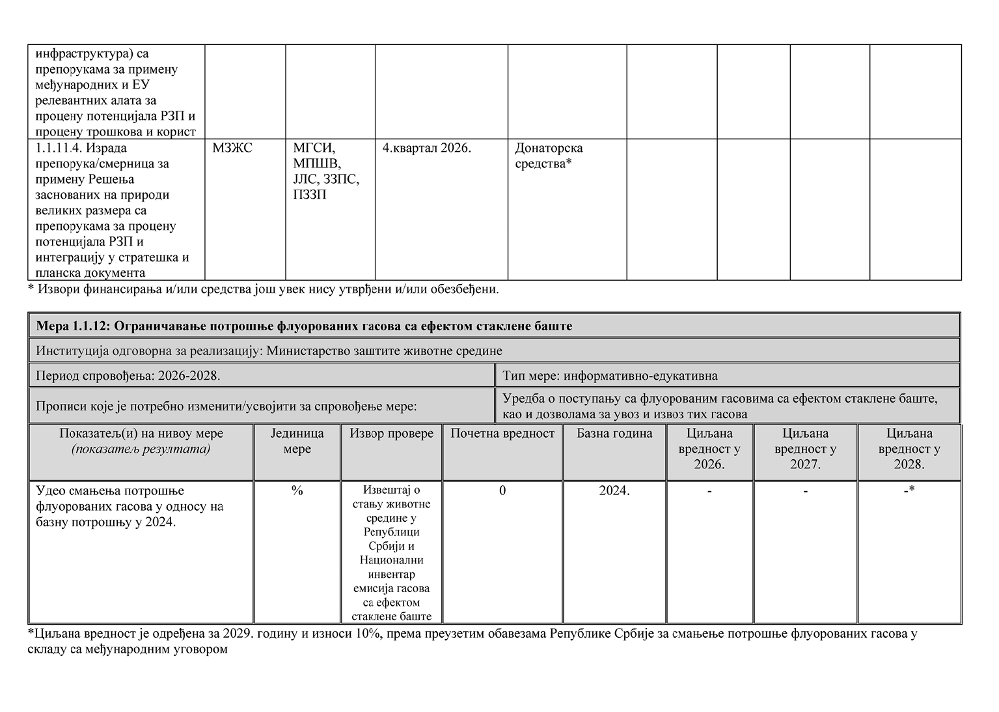 инфраструктура) са
препорукама за примену
међународних и ЕУ
релевантних алата за
процену потенцијала РЗП и
процену трошкова и корист
1.1.11.4. Израда
препорука/смерница за
примену Решења
заснованих на природи
великих размера са
препорукама за процену
потенцијала РЗП и
интеграцију у стратешка и
планска документа
МЗЖС
МГСИ,
МПШВ,
ЈЛС, ЗЗПС,
ПЗЗП
4.квартал 2026.
Донаторска
средства*
* Извори финансирања и/или средства још увек нису утврђени и/или обезбеђени.
Мера 1.1.12: Ограничавање потрошње флуорованих гасова са ефектом стаклене баште
Институција одговорна за реализацију: Министарство заштите животне средине
Период спровођења: 2026-2028.
Тип мере: информативно-едукативна
Прописи које је потребно изменити/усвојити за спровођење мере:
Уредба о поступању са флуорованим гасовима са ефектом стаклене баште,
као и дозволама за увоз и извоз тих гасова
Показатељ(и) на нивоу мере
(показатељ резултата)
Јединица
мере
Извор провере
Почетна вредност
Базна година
Циљана
вредност у
2026.
Циљана
вредност у
2027.
Циљана
вредност у
2028.
Удео смањења потрошње
флуорованих гасова у односу на
базну потрошњу у 2024.
%
Извештај о
стању животне
средине у
Републици
Србији и
Национални
инвентар
емисија гасова
са ефектом
стаклене баште
0
2024.
-
-
-*
*Циљана вредност је одређена за 2029. годину и износи 10%, према преузетим обавезама Републике Србије за смањење потрошње флуорованих гасова у
складу са међународним уговором